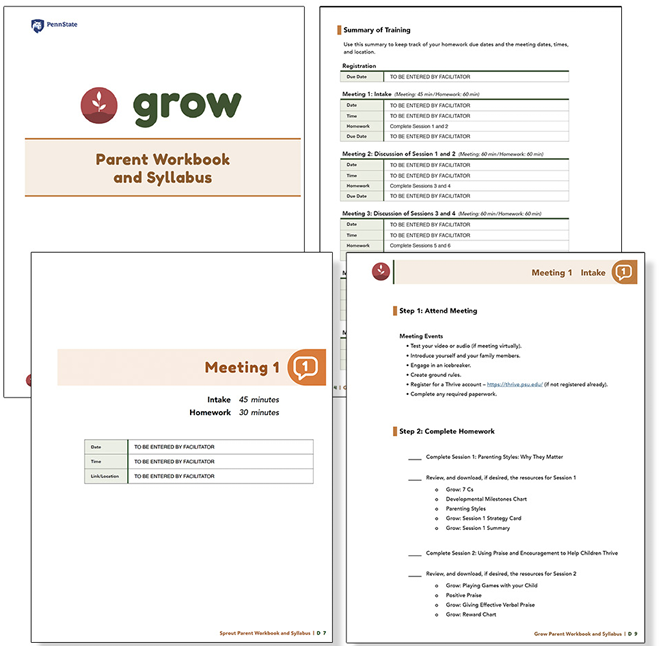 PennState
grow
Parent Workbook
and Syllabus
Summary of Training
Use this summary to keep track of your homework due dates and the meeting dates, times,
and location.
Registration
Due Date TO BE ENTERED BY FACILITATOR
Meeting 1: Intake (Meeting: 45 min/Homework: 60 min)
Date TO BE ENTERED BY FACILITATOR
Time TO BE ENTERED BY FACILITATOR
Homework Complete Session 1 and 2
Due Date TO BE ENTERED BY FACILITATOR
Meeting 2: Discussion of Session 1 and 2 (Meeting: 60 min/Homework: 60 min)
Date TO BE ENTERED BY FACILITATOR
Time TO BE ENTERED BY FACILITATOR
Homework Complete Sessions 3 and 4
Due Date TO BE ENTERED BY FACILITATOR
Meeting 3: Discussion of Sessions 3 and 4 (Meeting: 60 min/Homework: 60 min)
Date TO BE ENTERED BY FACILITATOR
Time TO BE ENTERED BY FACILITATOR
Homework Complete Sessions 5 and 6
Meeting 1 1
Intake 45 minutes
Homework 30 minutes
Date TO BE ENTERED BY FACILITATOR
Time TO BE ENTERED BY FACILITATOR
Link/Location TO BE ENTERED BY FACILITATOR
Sprout Parent Workbook and Syllabus | D 7
Meeting 1 Intake 1
Step 1: Attend Meeting
Meeting Events
• Test your video or audio (if meeting virtually).
• Introduce yourself and your family members.
• Engage in an icebreaker.
• Create ground rules.
• Register for a Thrive account – https://thrive.psu.edu/ (if not registered already).
• Complete any required paperwork.
Step 2: Complete Homework
____ Complete Session 1: Parenting Styles: Why They Matter
____ Review, and download, if desired, the resources for Session 1
o Grow: 7 Cs
o Developmental Milestones Chart
o Parenting Styles
o Grow: Session 1 Strategy Card
o Grow: Session 1 Summary
____ Complete Session 2: Using Praise and Encouragement to Help Children Thrive
____ Review, and download, if desired, the resources for Session 2
o Grow: Playing Games with your Child
o Positive Praise
o Grow: Giving Effective Verbal Praise
o Grow: Reward Chart
Grow Parent Workbook and Syllabus | D 9